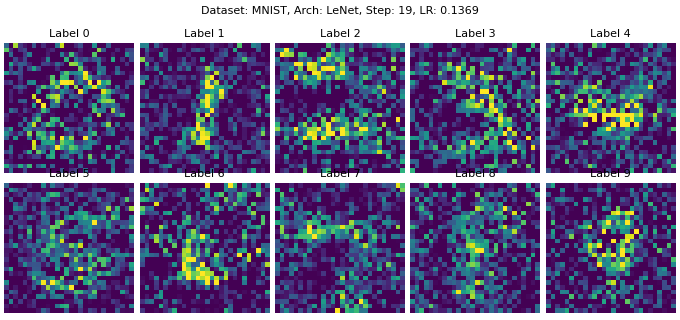 Dataset: MNIST, Arch: LeNet, Step: 19, LR: 0.1369
Label 0 Label 1 Label 2 Label 3 Label 4
Label 5 Label 6 Label 7 Label 8 Label 9